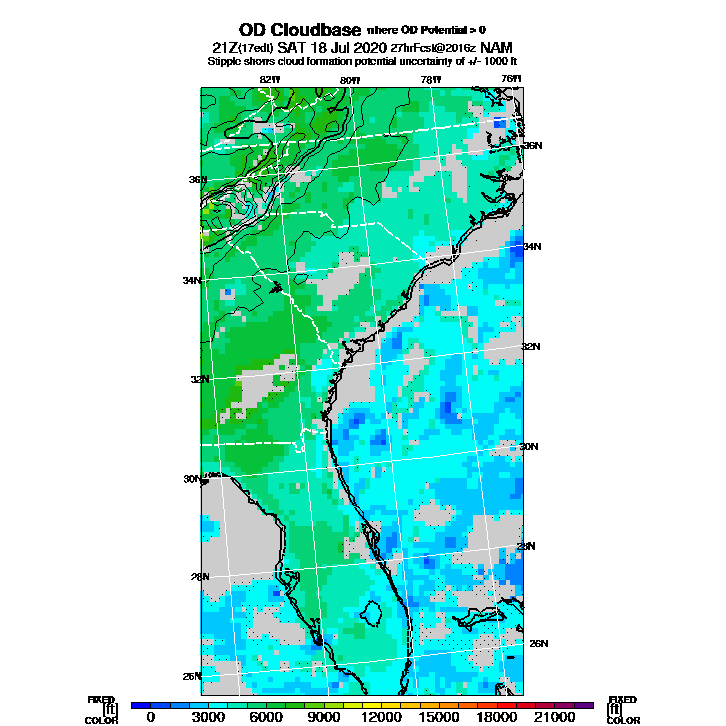 OD Cloudbase where OD Potential > 0
21Z(17edt) SAT 18 Jul 2020 27hrFcst@2016z NAM
Stipple shows cloud formation potential uncertainty of +/- 1000 ft
82W 80W 78W 76W
36N
36N
34N
34N
32N
32N
30N
30N
28N
28N
26N
26N
FIXED FIXED
[ft] [ft]
COLOR 0 3000 6000 9000 12000 15000 18000 21000 COLOR